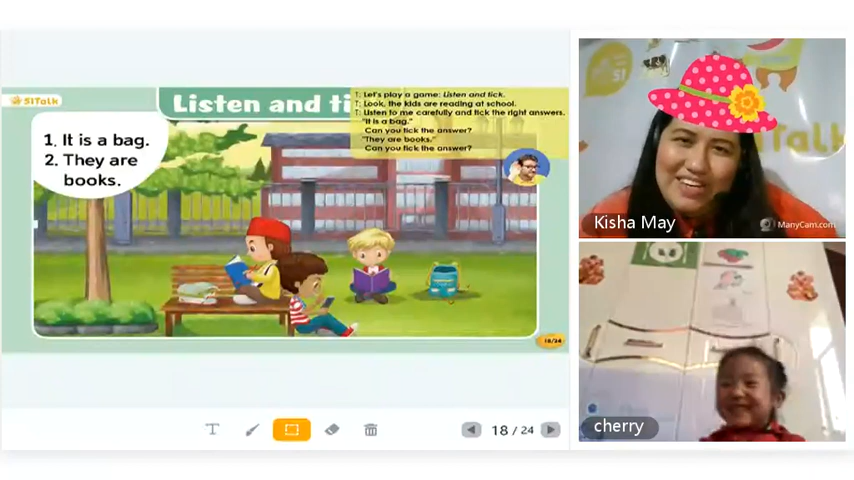 51Talk
Listen and ti
1. It is a bag.
2. They are
books.
T: Let's play a game: Listen and tick.
T: Look, the kids are reading at school.
T: Listen to me carefully and tick the right answers.
"It is a bag."
Can you tick the answer?
"They are books."
Can you tick the answer?
18/24
T
18 / 24
51
Talk
Kisha May
ManyCam.com
cherry